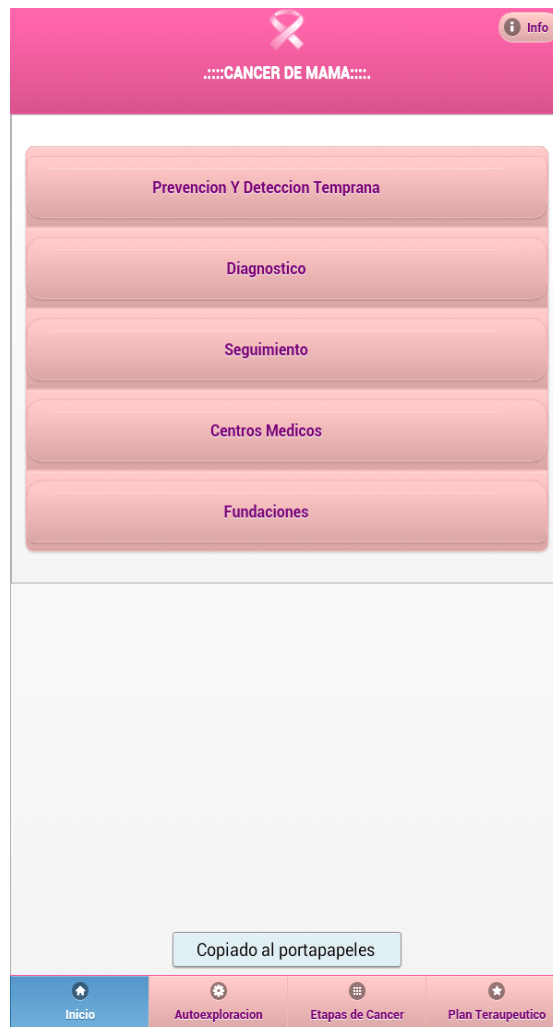 Info
.:::::CANCER DE MAMA::::.
Prevencion Y Deteccion Temprana
Diagnostico
Seguimiento
Centros Medicos
Fundaciones
Copiado al portapapeles
Inicio
Autoexploracion
Etapas de Cancer
Plan Teraupeutico